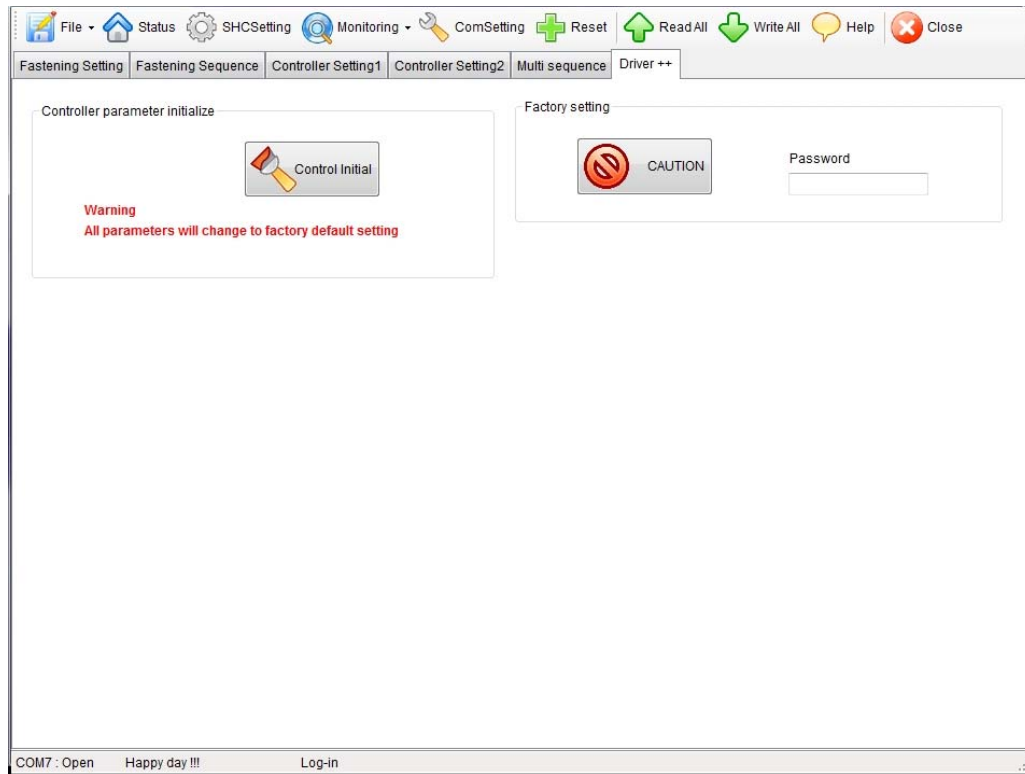 File Status SHCSetting Monitoring ComSetting Reset Read All Write All Help Close
Fastening Setting Fastening Sequence Controller Setting1 Controller Setting2 Multi sequence Driver ++
Controller parameter initialize
Control Initial
Warning
All parameters will change to factory default setting
Factory setting
CAUTION
Password
COM7 : Open Happy day !!! Log-in